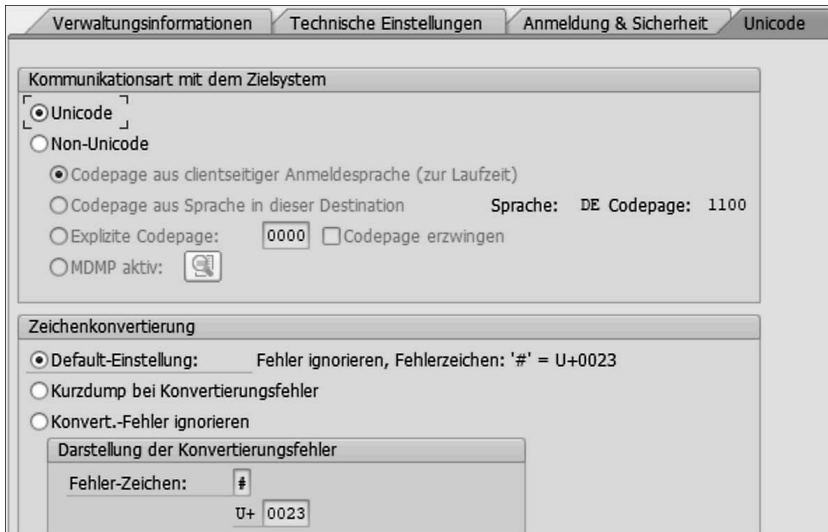 Verwaltungsinformationen Technische Einstellungen Anmeldung & Sicherheit Unicode
Kommunikationsart mit dem Zielsystem
Unicode
Non-Unicode
Codepage aus clientseitiger Anmeldesprache (zur Laufzeit)
Codepage aus Sprache in dieser Destination Sprache: DE Codepage: 1100
Explizite Codepage: 0000 Codepage erzwingen
MDMP aktiv:
Zeichenkonvertierung
Default-Einstellung: Fehler ignorieren, Fehlerzeichen: '#' = U+0023
Kurzdump bei Konvertierungsfehler
Konvert.-Fehler ignorieren
Darstellung der Konvertierungsfehler
Fehler-Zeichen: #
U+ 0023